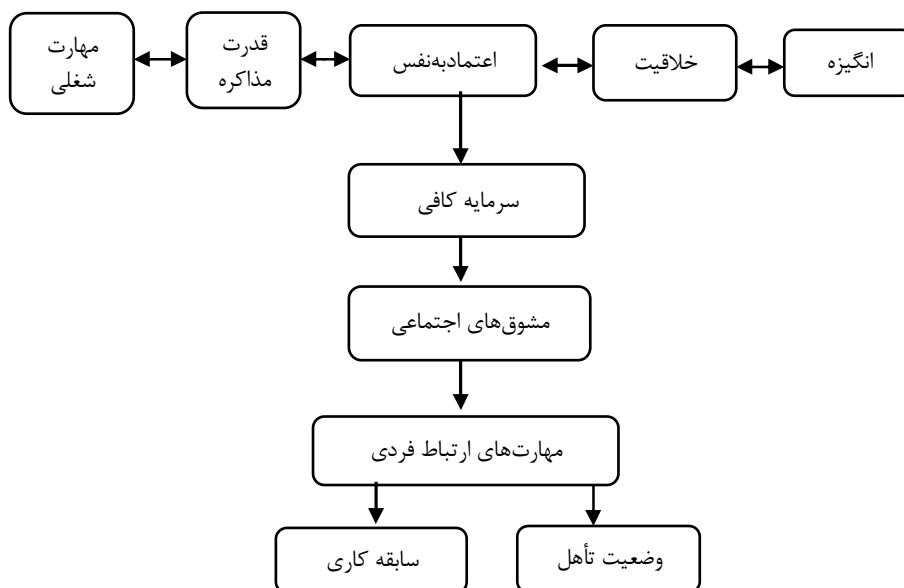 انگیزه
خلاقیت
اعتمادبه‌نفس
قدرت
مذاکره
مهارت
شغلی
سرمایه کافی
مشوق‌های اجتماعی
مهارت‌های ارتباط فردی
وضعیت تأهل
سابقه کاری